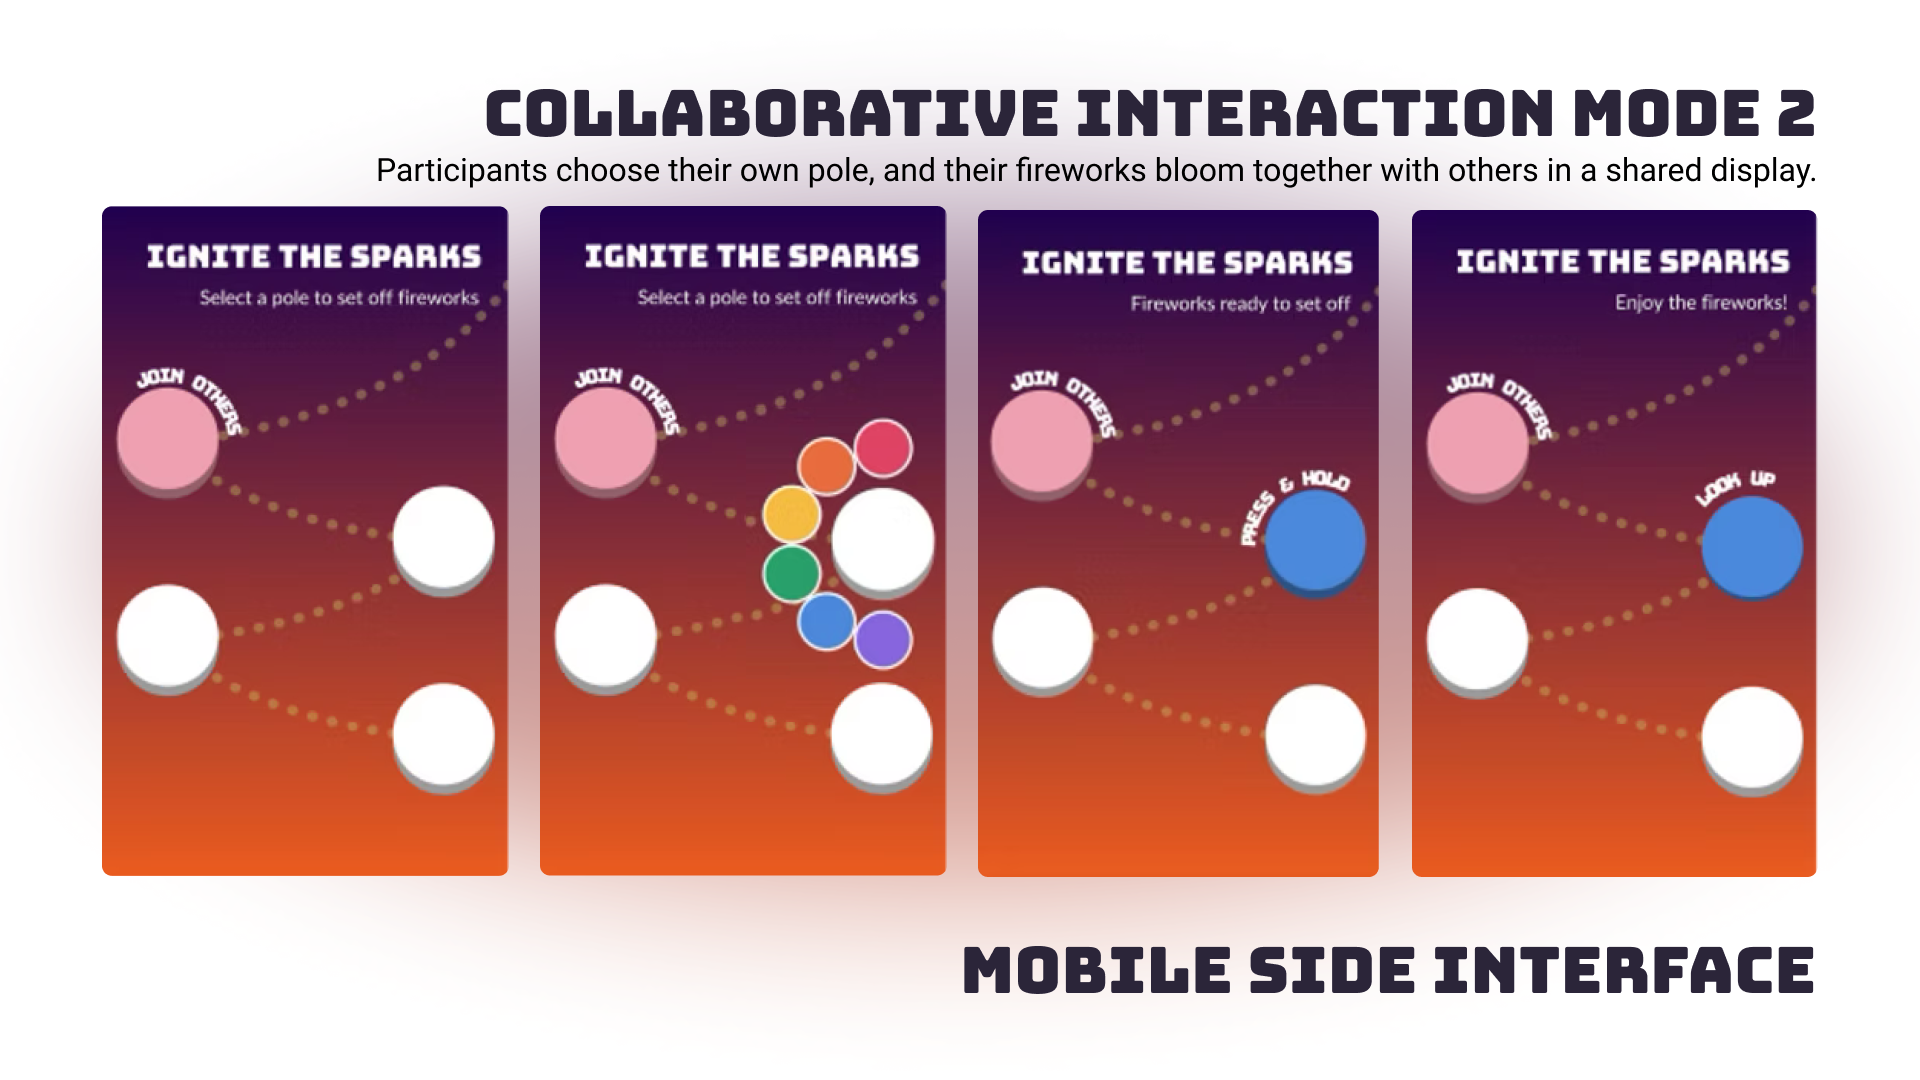 COLLABORATIVE INTERACTION MODE 2
Participants choose their own pole, and their fireworks bloom together with others in a shared display.
IGNITE THE SPARKS
Select a pole to set off fireworks
JOIN OTHERS
IGNITE THE SPARKS
Select a pole to set off fireworks
JOIN OTHERS
IGNITE THE SPARKS
Fireworks ready to set off
JOIN OTHERS
PRESS & HOLD
IGNITE THE SPARKS
Enjoy the fireworks!
JOIN OTHERS
LOOK UP
MOBILE SIDE INTERFACE